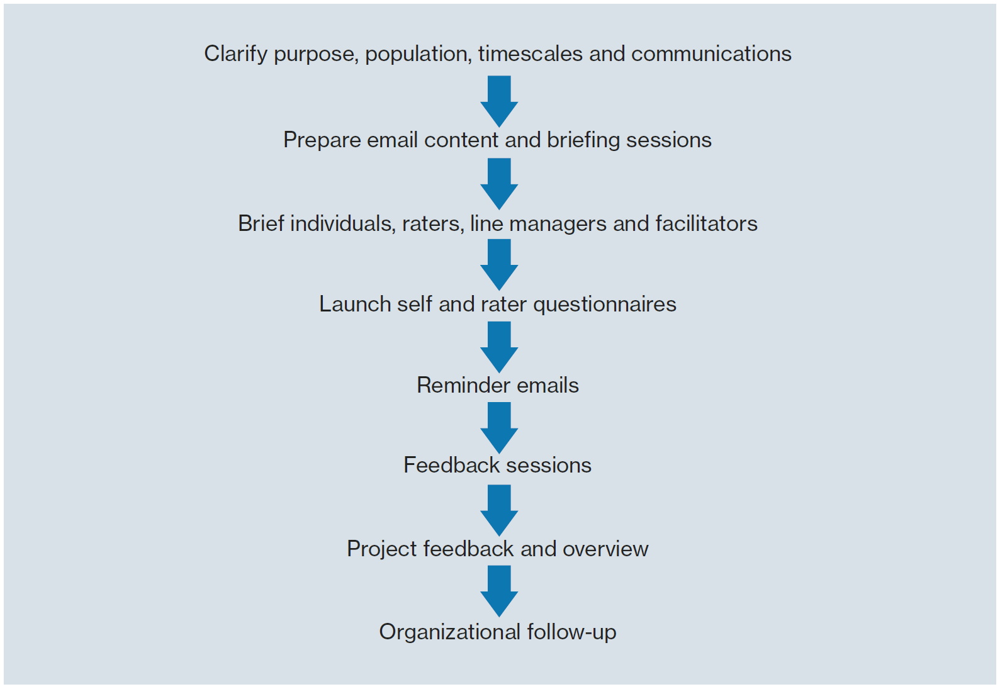 Clarify purpose, population, timescales and communications
Prepare email content and briefing sessions
Brief individuals, raters, line managers and facilitators
Launch self and rater questionnaires
Reminder emails
Feedback sessions
Project feedback and overview
Organizational follow-up